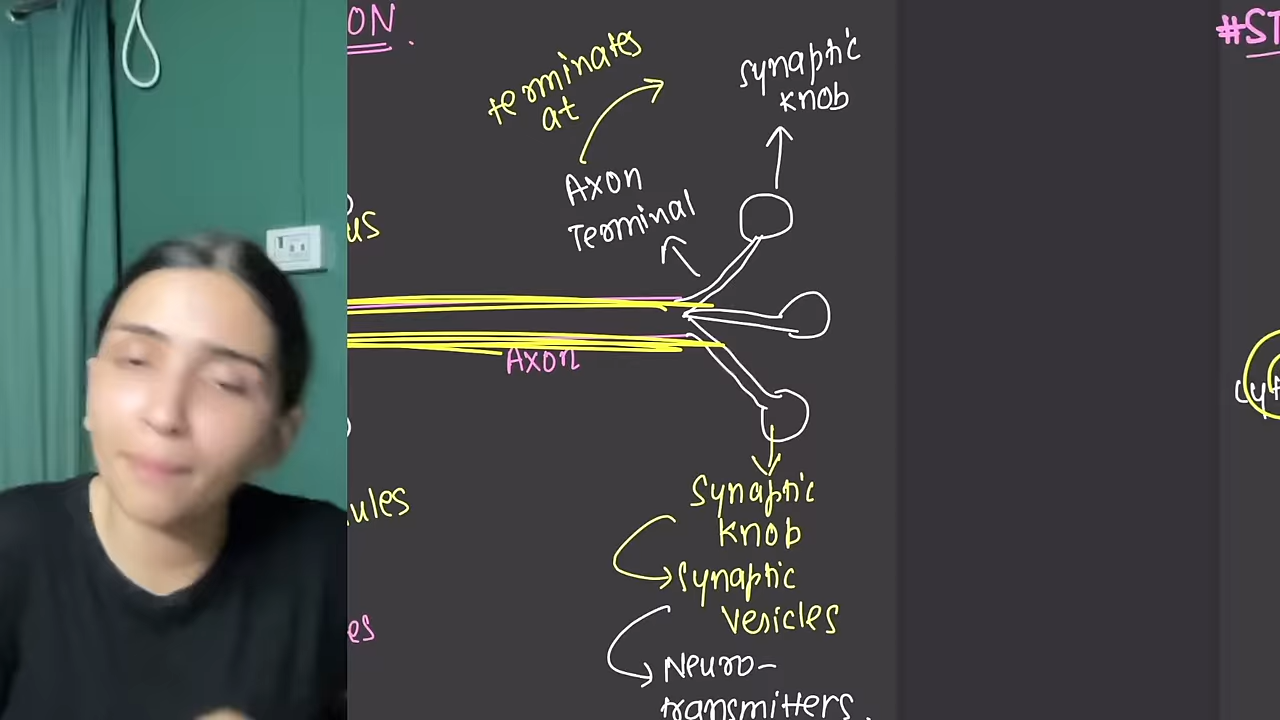 ON.
#ST
terminates
at
synaptic
knob
Axon
Terminal
us
Axon
Synaptic
knob
ules
synaptic
vesicles
es
Neuro-
transmitters.